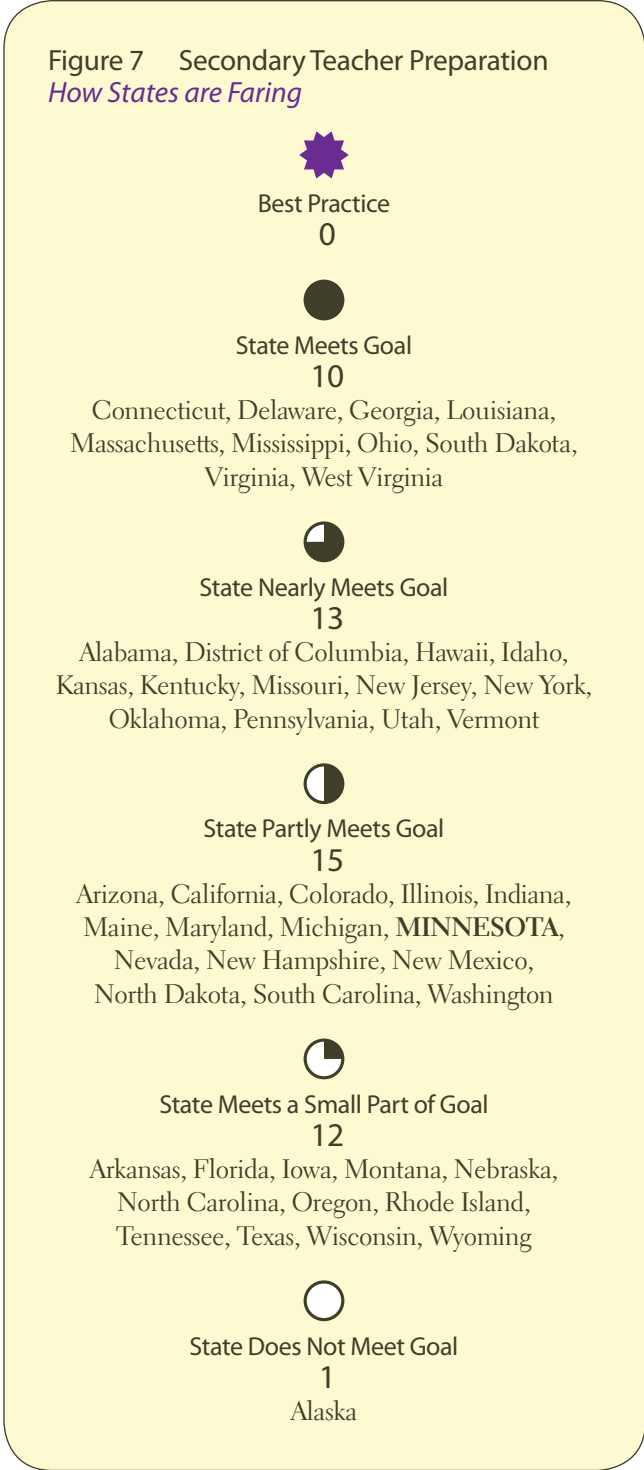 Figure 7 Secondary Teacher Preparation
How States are Faring
Best Practice
0
State Meets Goal
10
Connecticut, Delaware, Georgia, Louisiana,
Massachusetts, Mississippi, Ohio, South Dakota,
Virginia, West Virginia
State Nearly Meets Goal
13
Alabama, District of Columbia, Hawaii, Idaho,
Kansas, Kentucky, Missouri, New Jersey, New York,
Oklahoma, Pennsylvania, Utah, Vermont
State Partly Meets Goal
15
Arizona, California, Colorado, Illinois, Indiana,
Maine, Maryland, Michigan, MINNESOTA,
Nevada, New Hampshire, New Mexico,
North Dakota, South Carolina, Washington
State Meets a Small Part of Goal
12
Arkansas, Florida, Iowa, Montana, Nebraska,
North Carolina, Oregon, Rhode Island,
Tennessee, Texas, Wisconsin, Wyoming
State Does Not Meet Goal
1
Alaska